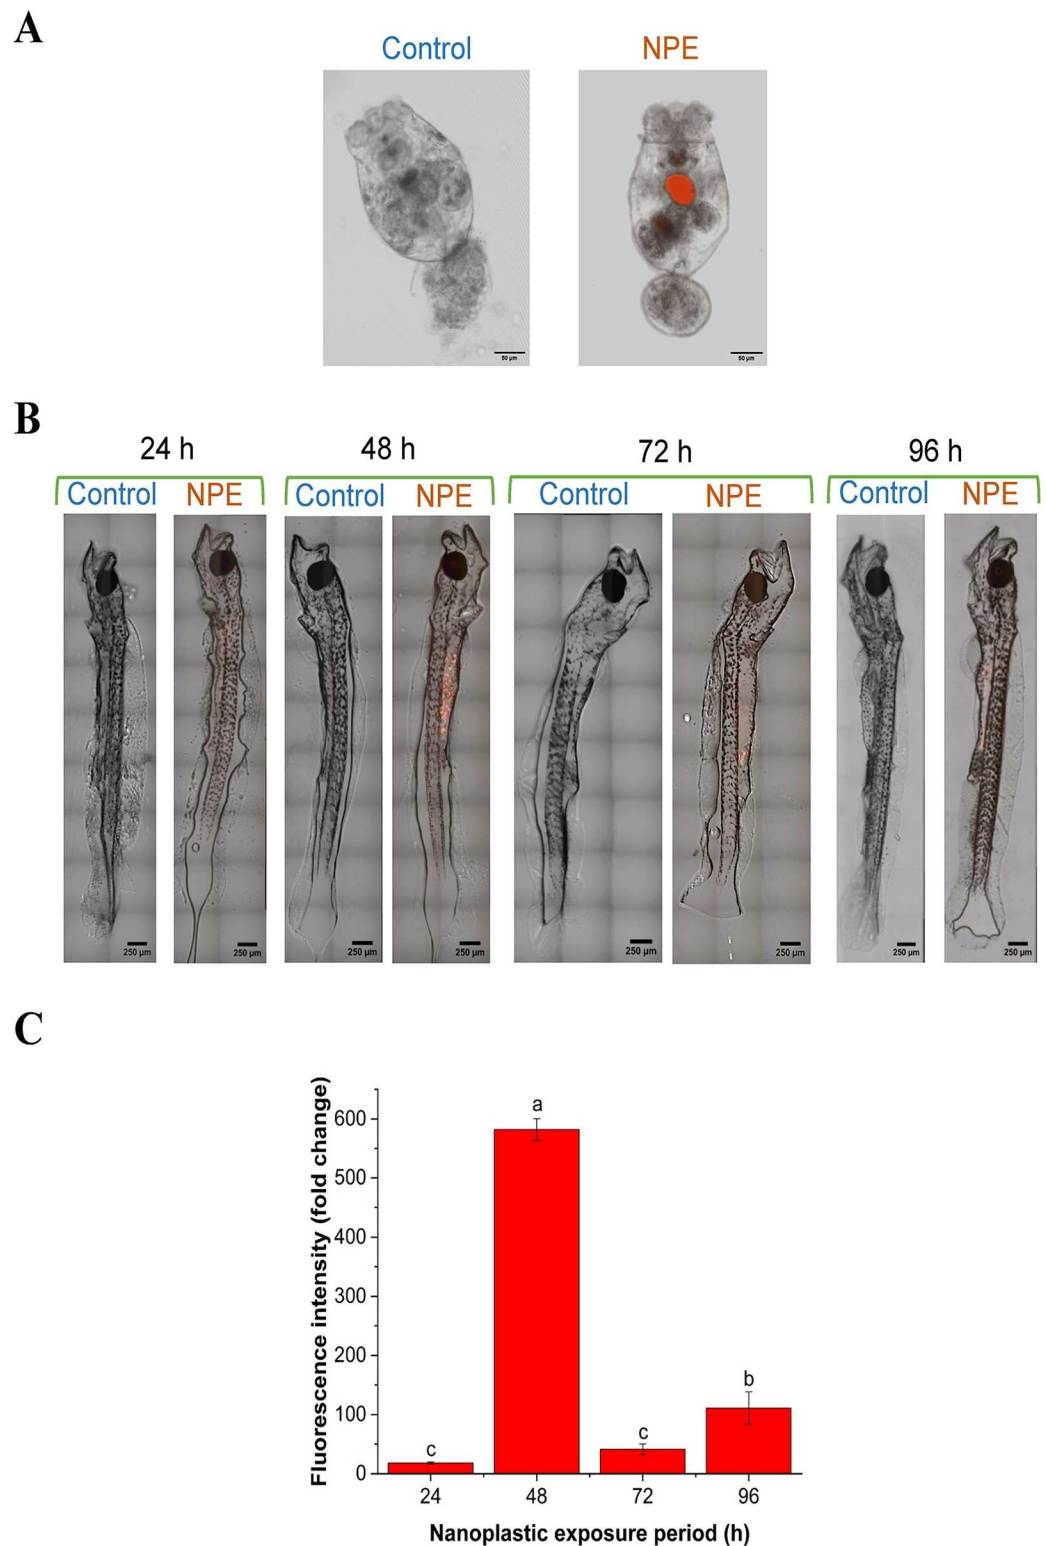 A
Control NPE
50 µm 50 µm
B
24 h 48 h 72 h 96 h
Control NPE Control NPE Control NPE Control NPE
250 µm 250 µm 250 µm 250 µm 250 µm 250 µm 250 µm 250 µm
C
Fluorescence intensity (fold change)
600
500
400
300
200
100
0
a
b
c
c
24 48 72 96
Nanoplastic exposure period (h)